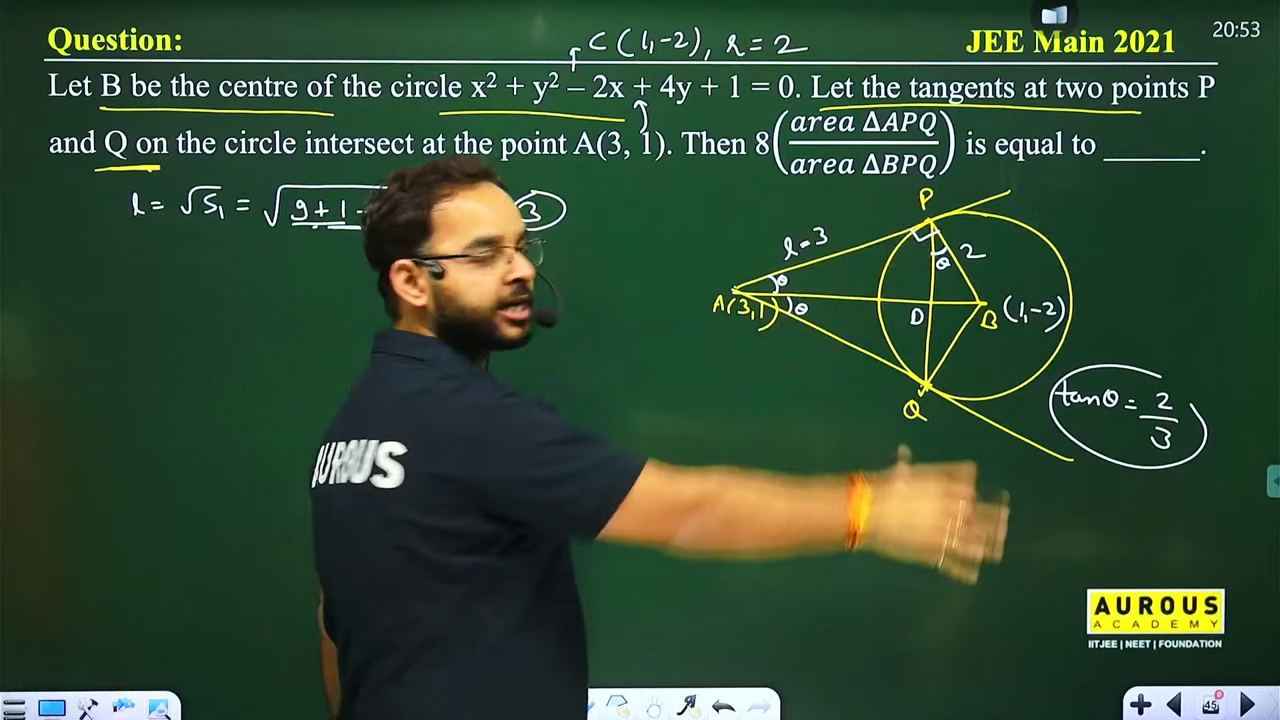 20:53
C (1,-2), r = 2
Question:
JEE Main 2021
Let B be the centre of the circle x² + y² – 2x + 4y + 1 = 0. Let the tangents at two points P
and Q on the circle intersect at the point A(3, 1). Then 8(area ΔAPQ/area ΔBPQ) is equal to ______.
l = √S₁ = √9+1-
3
P
l=3
2
θ
θ
A(3,1)
θ
D
B (1,-2)
Q
tanθ = 2/3
AUROUS
AUROUS
ACADEMY
IITJEE | NEET | FOUNDATION
45